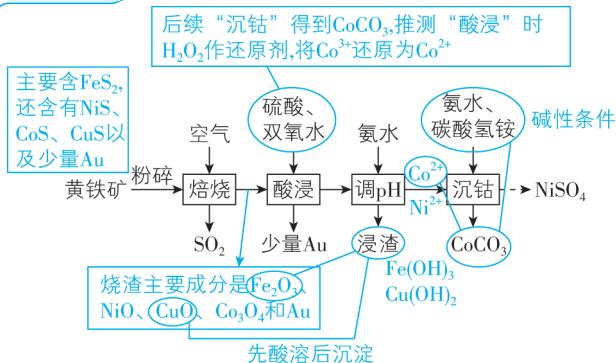 后续“沉钴”得到CoCO₃,推测“酸浸”时
H₂O₂作还原剂,将Co³⁺还原为Co²⁺
主要含FeS₂,
还含有NiS、
CoS、CuS以
及少量Au
硫酸、
双氧水
氨水、
碳酸氢铵
碱性条件
空气
氨水
黄铁矿
粉碎
焙烧
酸浸
调pH
Co²⁺
Ni²⁺
沉钴
NiSO₄
SO₂
少量Au
浸渣
CoCO₃
Fe(OH)₃
Cu(OH)₂
烧渣主要成分是Fe₂O₃、
NiO、CuO、Co₃O₄和Au
先酸溶后沉淀